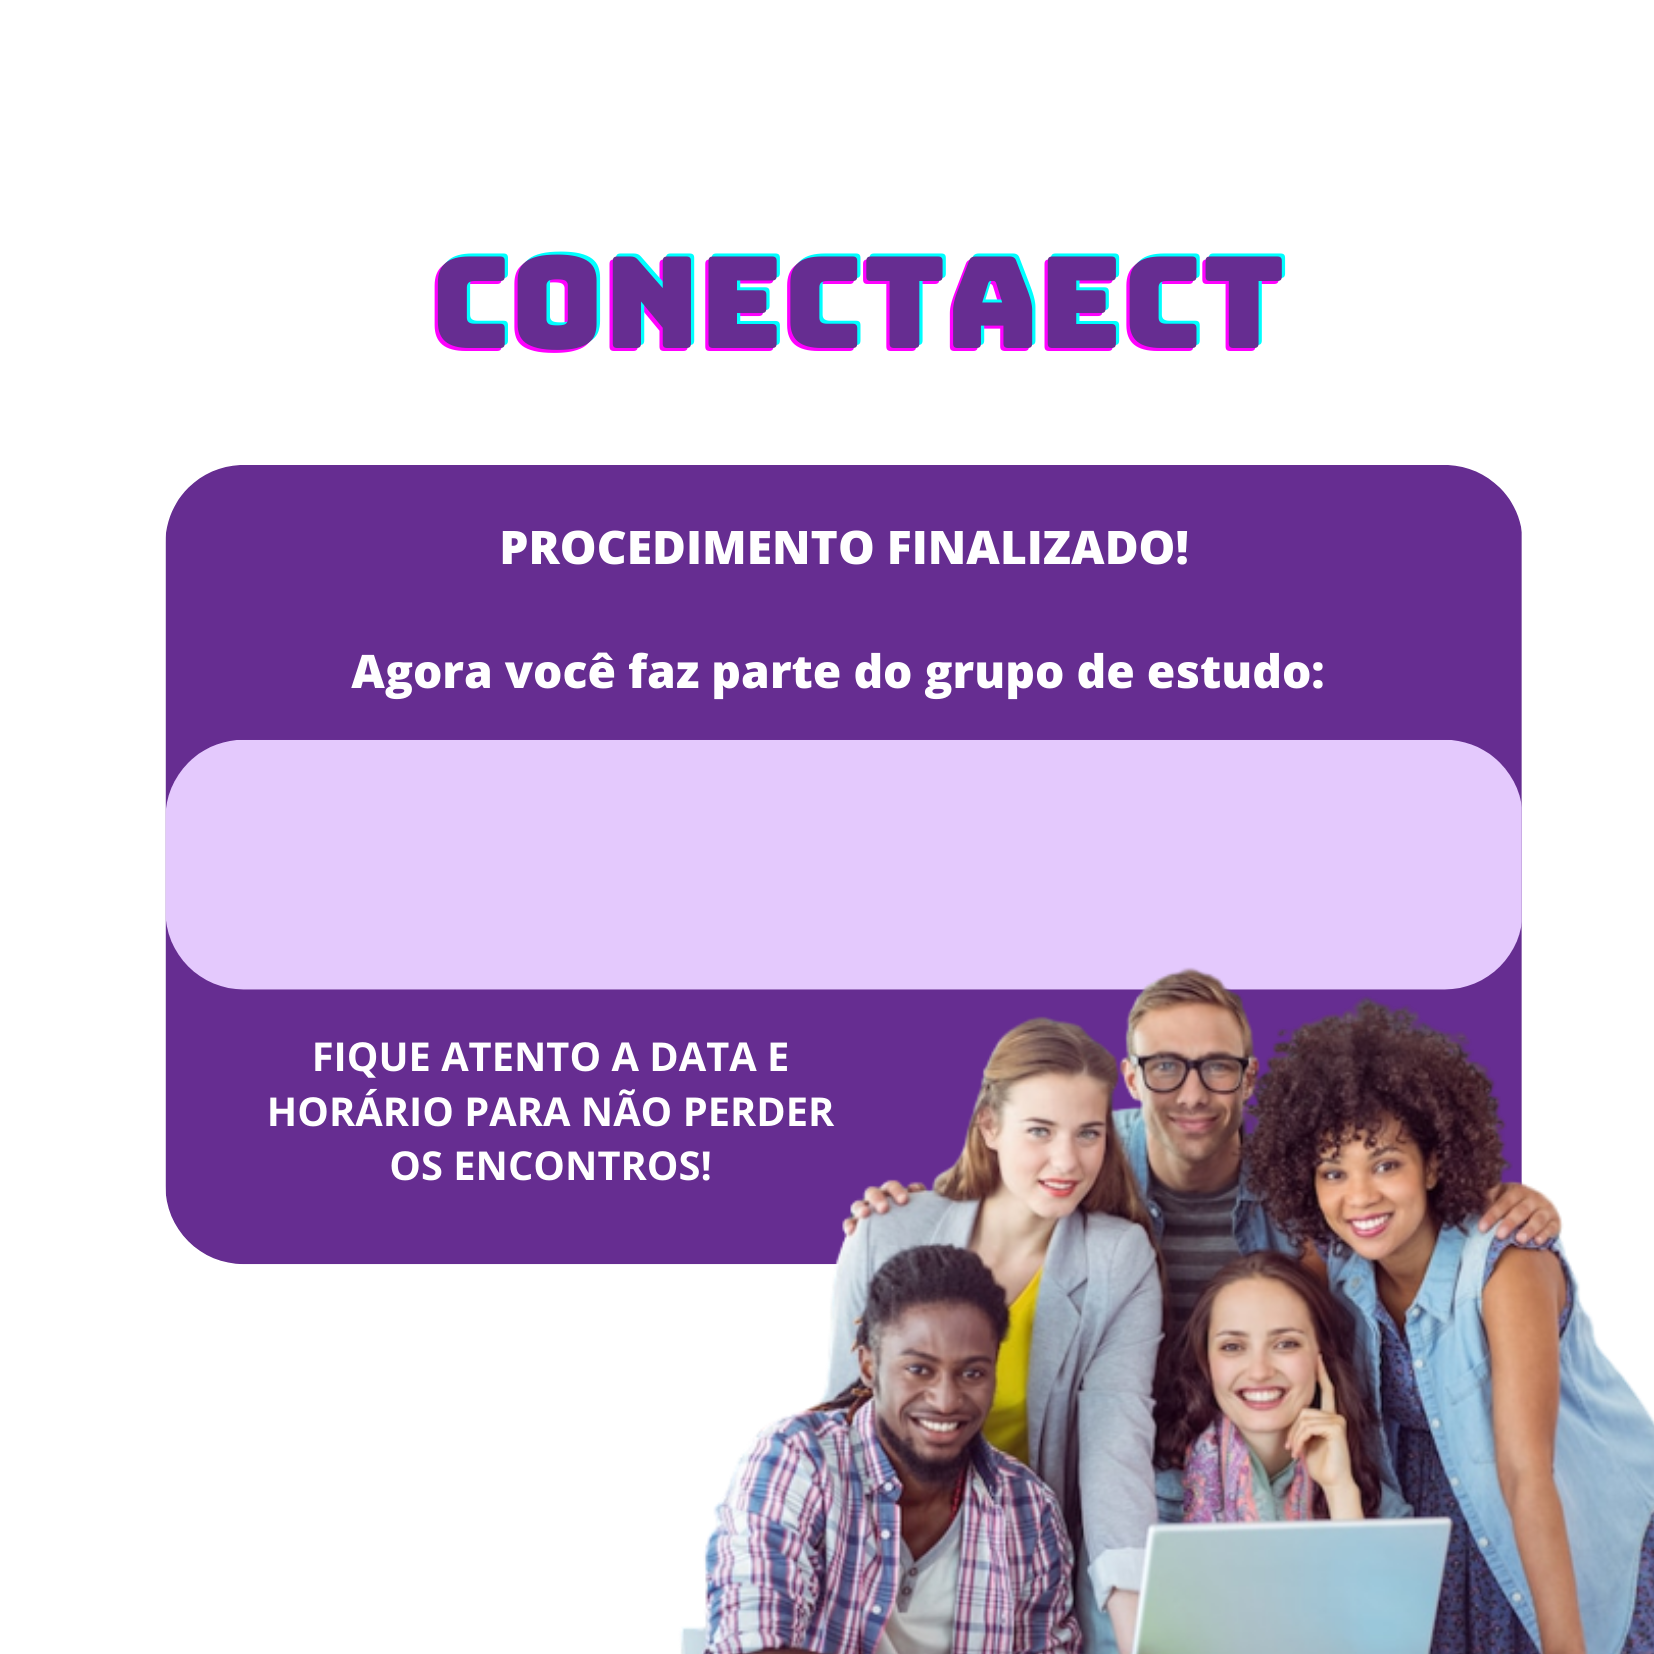 CONECTAECT
PROCEDIMENTO FINALIZADO!
Agora você faz parte do grupo de estudo:
FIQUE ATENTO A DATA E
HORÁRIO PARA NÃO PERDER
OS ENCONTROS!